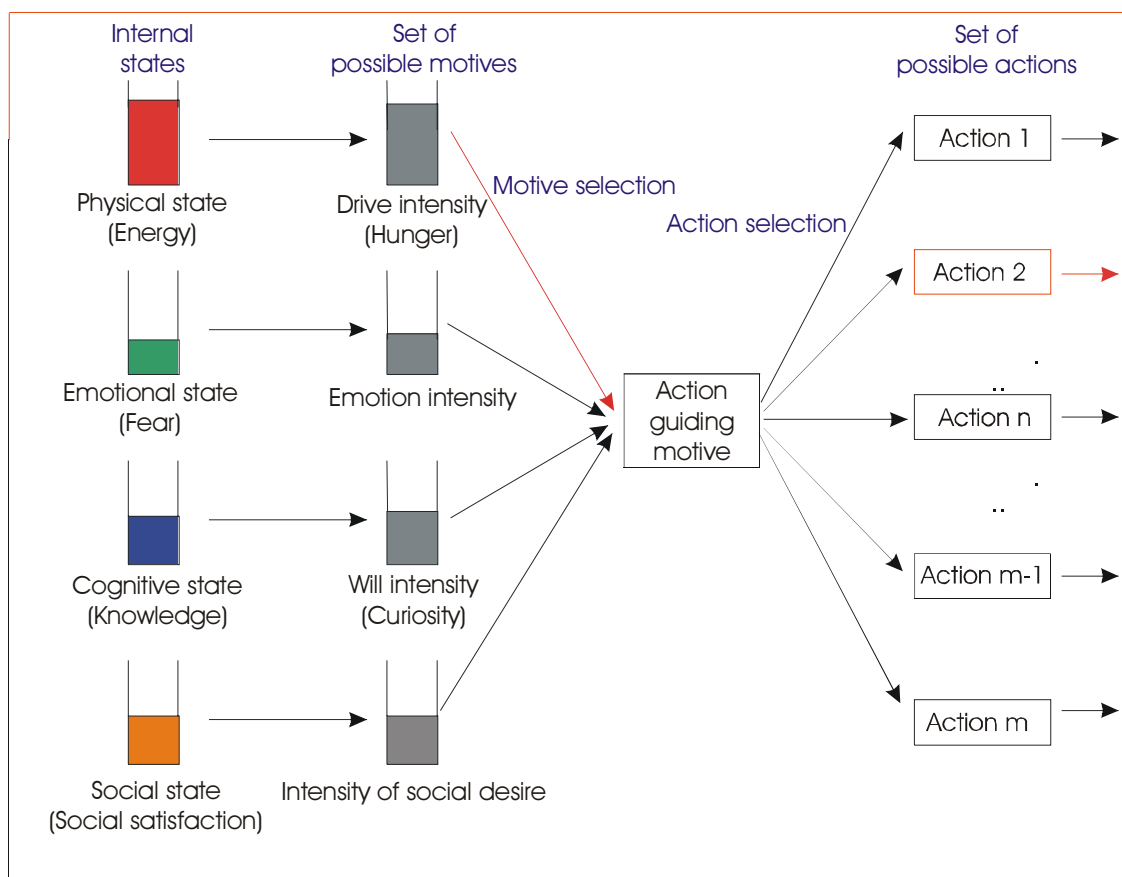 Internal
states
Set of
possible motives
Set of
possible actions
Physical state
(Energy)
Drive intensity
(Hunger)
Motive selection
Action selection
Action 1
Action 2
Emotional state
(Fear)
Emotion intensity
Action
guiding
motive
Action n
Cognitive state
(Knowledge)
Will intensity
(Curiosity)
Action m-1
Social state
(Social satisfaction)
Intensity of social desire
Action m